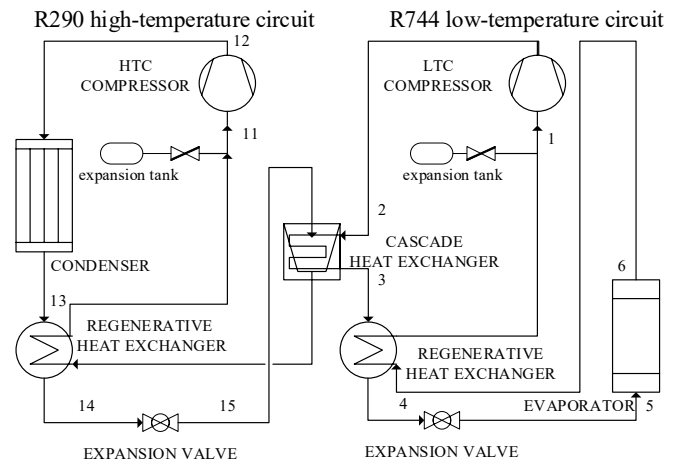 R290 high-temperature circuit
R744 low-temperature circuit
12
HTC
COMPRESSOR
LTC
COMPRESSOR
11
1
expansion tank
expansion tank
2
CASCADE
HEAT EXCHANGER
CONDENSER
3
6
13
REGENERATIVE
HEAT EXCHANGER
REGENERATIVE
HEAT EXCHANGER
14
15
4
EVAPORATOR
5
EXPANSION VALVE
EXPANSION VALVE